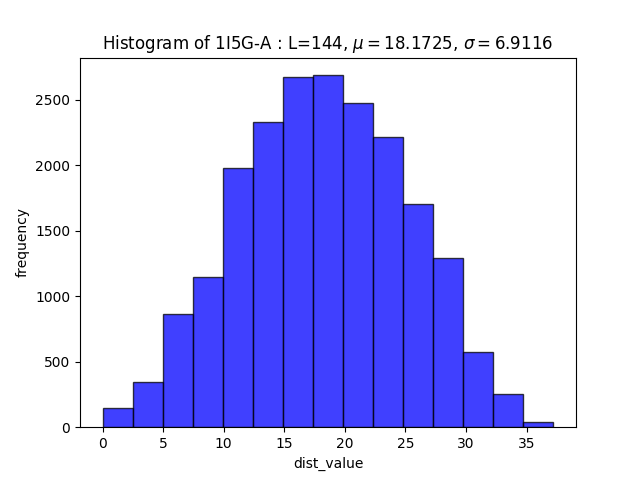 Histogram of 1I5G-A : L=144, μ = 18.1725, σ = 6.9116
frequency
2500
2000
1500
1000
500
0
0 5 10 15 20 25 30 35
dist_value